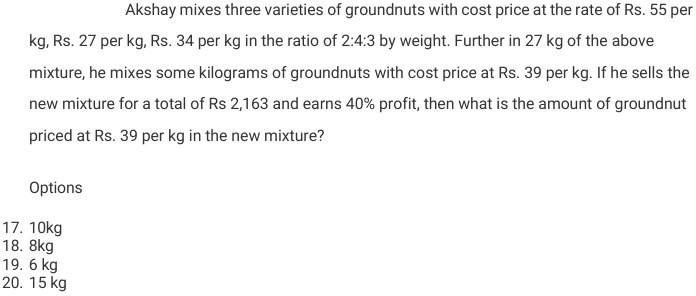 Akshay mixes three varieties of groundnuts with cost price at the rate of Rs. 55 per
kg, Rs. 27 per kg, Rs. 34 per kg in the ratio of 2:4:3 by weight. Further in 27 kg of the above
mixture, he mixes some kilograms of groundnuts with cost price at Rs. 39 per kg. If he sells the
new mixture for a total of Rs 2,163 and earns 40% profit, then what is the amount of groundnut
priced at Rs. 39 per kg in the new mixture?
Options
17. 10kg
18. 8kg
19. 6 kg
20. 15 kg